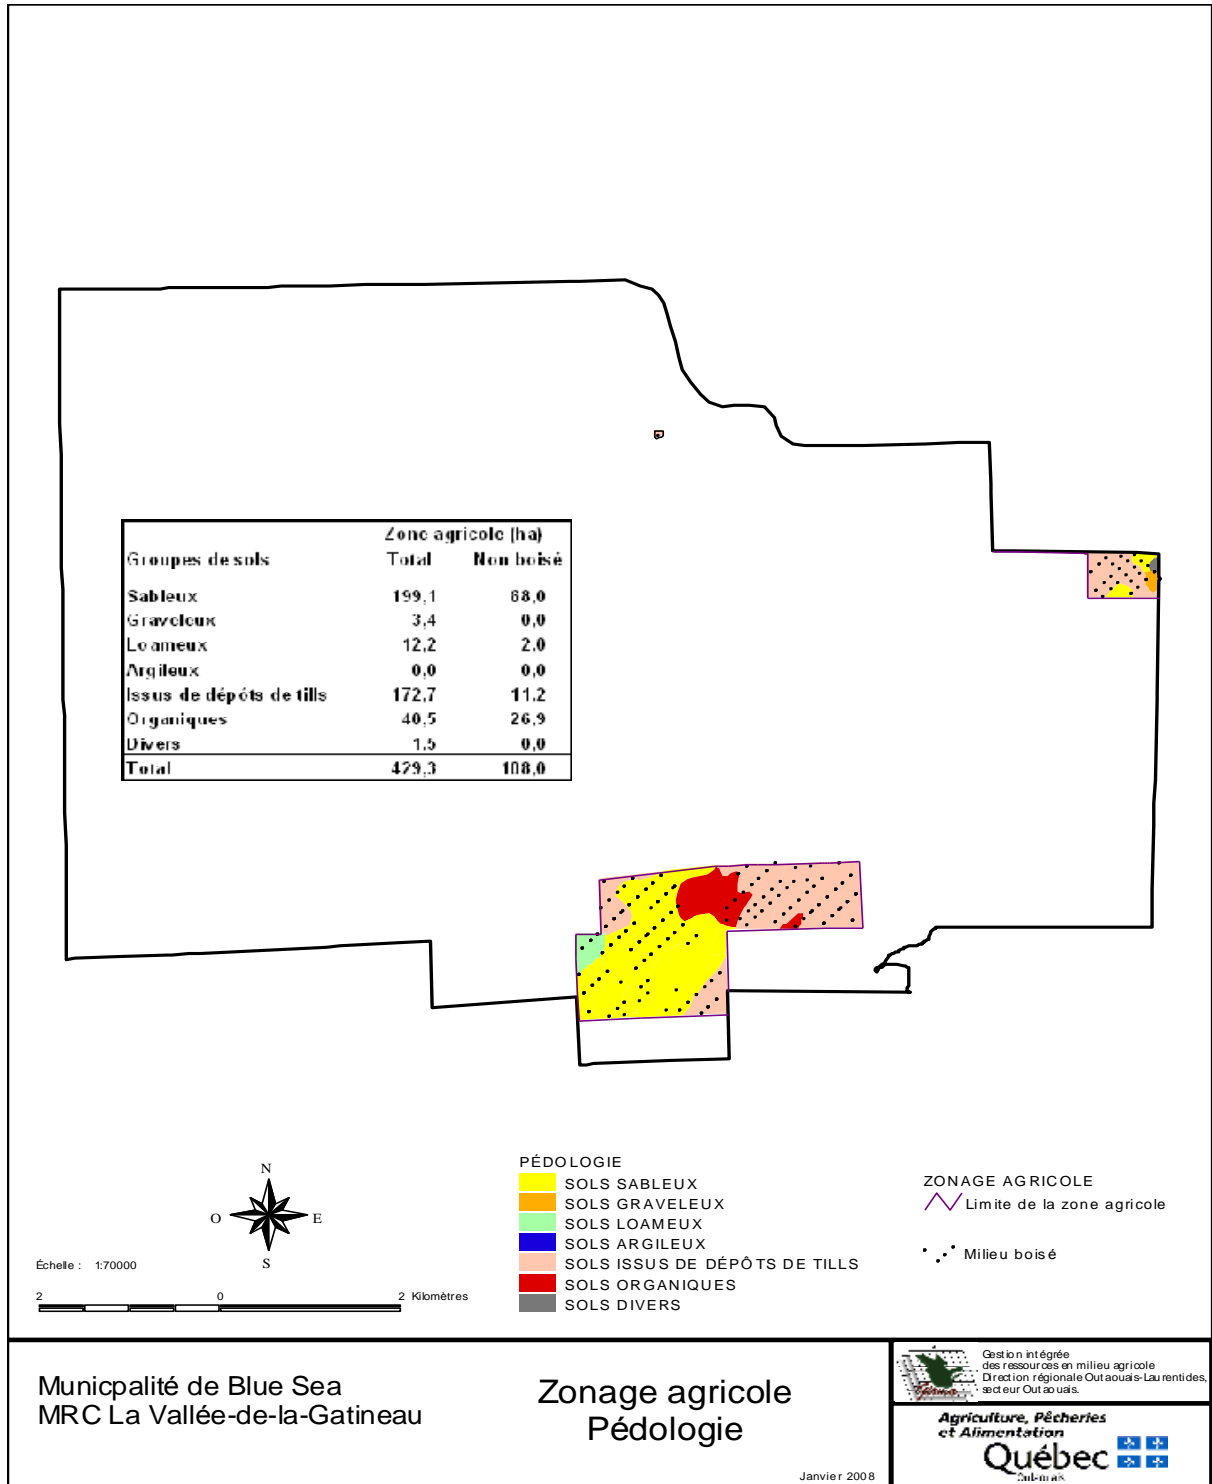 Zone agricole (ha)
Groupes de sols Total Non boisé
Sableux 199,1 68,0
Graveleux 3,4 0,0
Loameux 12,2 2,0
Argileux 0,0 0,0
Issus de dépôts de tills 172,7 11,2
Organiques 40,5 26,9
Divers 1,5 0,0
Total 429,3 108,0
N
O E
S
Échelle : 1:70000
2 0 2 Kilomètres
PÉDOLOGIE
SOLS SABLEUX
SOLS GRAVELEUX
SOLS LOAMEUX
SOLS ARGILEUX
SOLS ISSUS DE DÉPÔTS DE TILLS
SOLS ORGANIQUES
SOLS DIVERS
ZONAGE AGRICOLE
Limite de la zone agricole
Milieu boisé
Municpalité de Blue Sea
MRC La Vallée-de-la-Gatineau
Zonage agricole
Pédologie
Janvier 2008
Gestion intégrée
des ressources en milieu agricole
Direction régionale Outaouais-Laurentides,
secteur Outaouais.
Agriculture, Pêcheries
et Alimentation
Québec
Outaouais